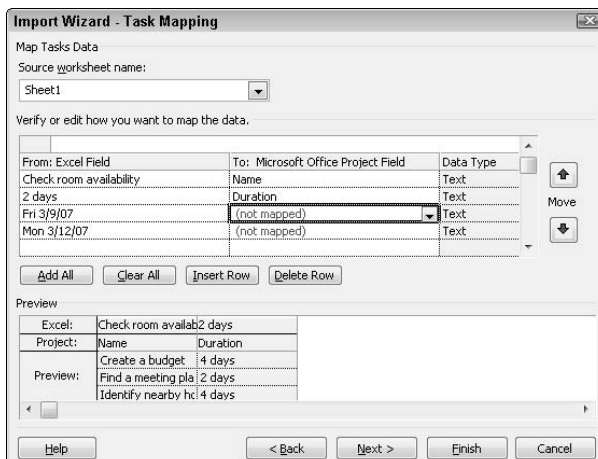 Import Wizard - Task Mapping
Map Tasks Data
Source worksheet name:
Sheet1
Verify or edit how you want to map the data.
From: Excel Field To: Microsoft Office Project Field Data Type
Check room availability Name Text
2 days Duration Text
Fri 3/9/07 (not mapped) Text
Mon 3/12/07 (not mapped) Text
Move
Add All Clear All Insert Row Delete Row
Preview
Excel: Check room availab 2 days
Project: Name Duration
Preview: Create a budget 4 days
Find a meeting pla 2 days
Identify nearby hc 4 days
Help < Back Next > Finish Cancel